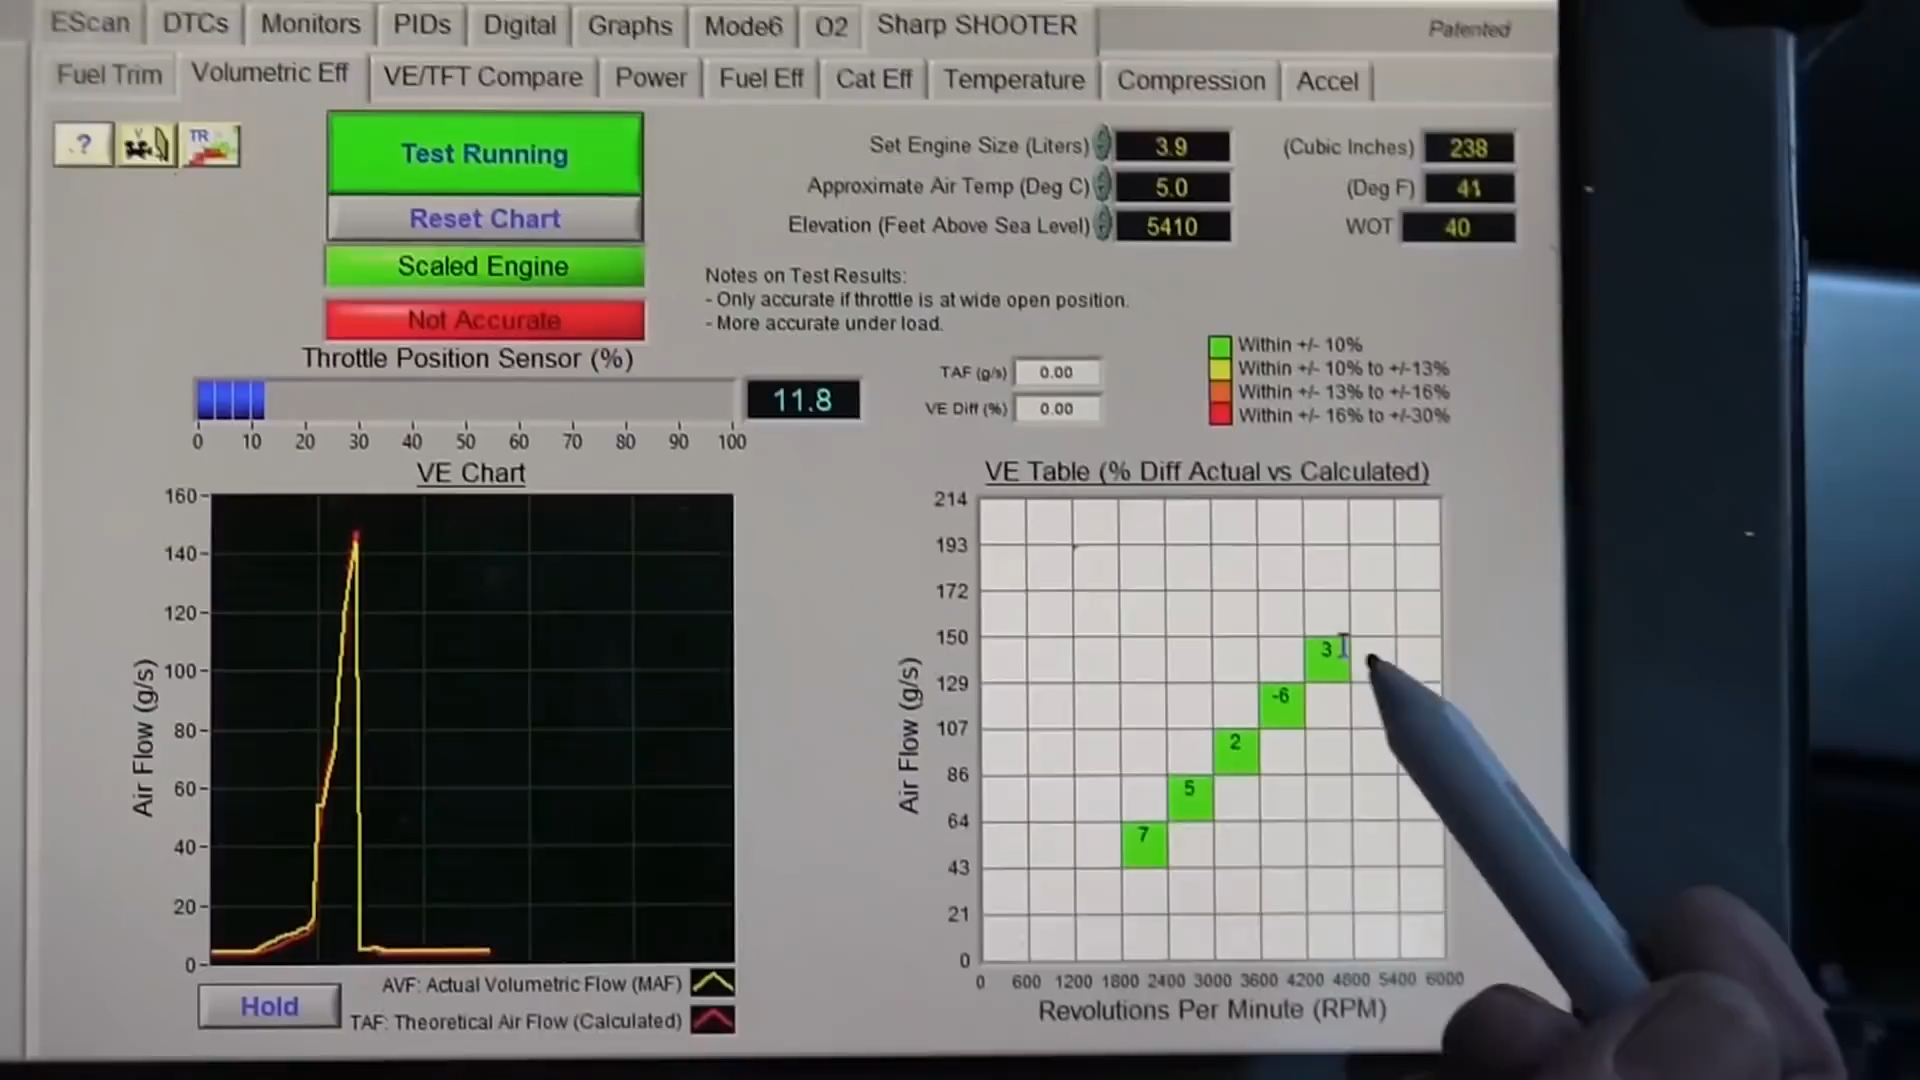 EScan DTCs Monitors PIDs Digital Graphs Mode6 O2 Sharp SHOOTER Patented
Fuel Trim Volumetric Eff VE/TFT Compare Power Fuel Eff Cat Eff Temperature Compression Accel
.? V TR
Test Running
Reset Chart
Scaled Engine
Not Accurate
Set Engine Size (Liters) 3.9 (Cubic Inches) 238
Approximate Air Temp (Deg C) 5.0 (Deg F) 41
Elevation (Feet Above Sea Level) 5410 WOT 40
Notes on Test Results:
- Only accurate if throttle is at wide open position.
- More accurate under load.
Throttle Position Sensor (%)
11.8
0 10 20 30 40 50 60 70 80 90 100
TAF (g/s) 0.00
VE Diff (%) 0.00
Within +/- 10%
Within +/- 10% to +/-13%
Within +/- 13% to +/-16%
Within +/- 16% to +/-30%
VE Chart
160
140
120
100
80
60
40
20
0
Air Flow (g/s)
Hold
AVF: Actual Volumetric Flow (MAF)
TAF: Theoretical Air Flow (Calculated)
VE Table (% Diff Actual vs Calculated)
214
193
172
150
129
107
86
64
43
21
0
Air Flow (g/s)
3
-6
2
5
7
0 600 1200 1800 2400 3000 3600 4200 4800 5400 6000
Revolutions Per Minute (RPM)